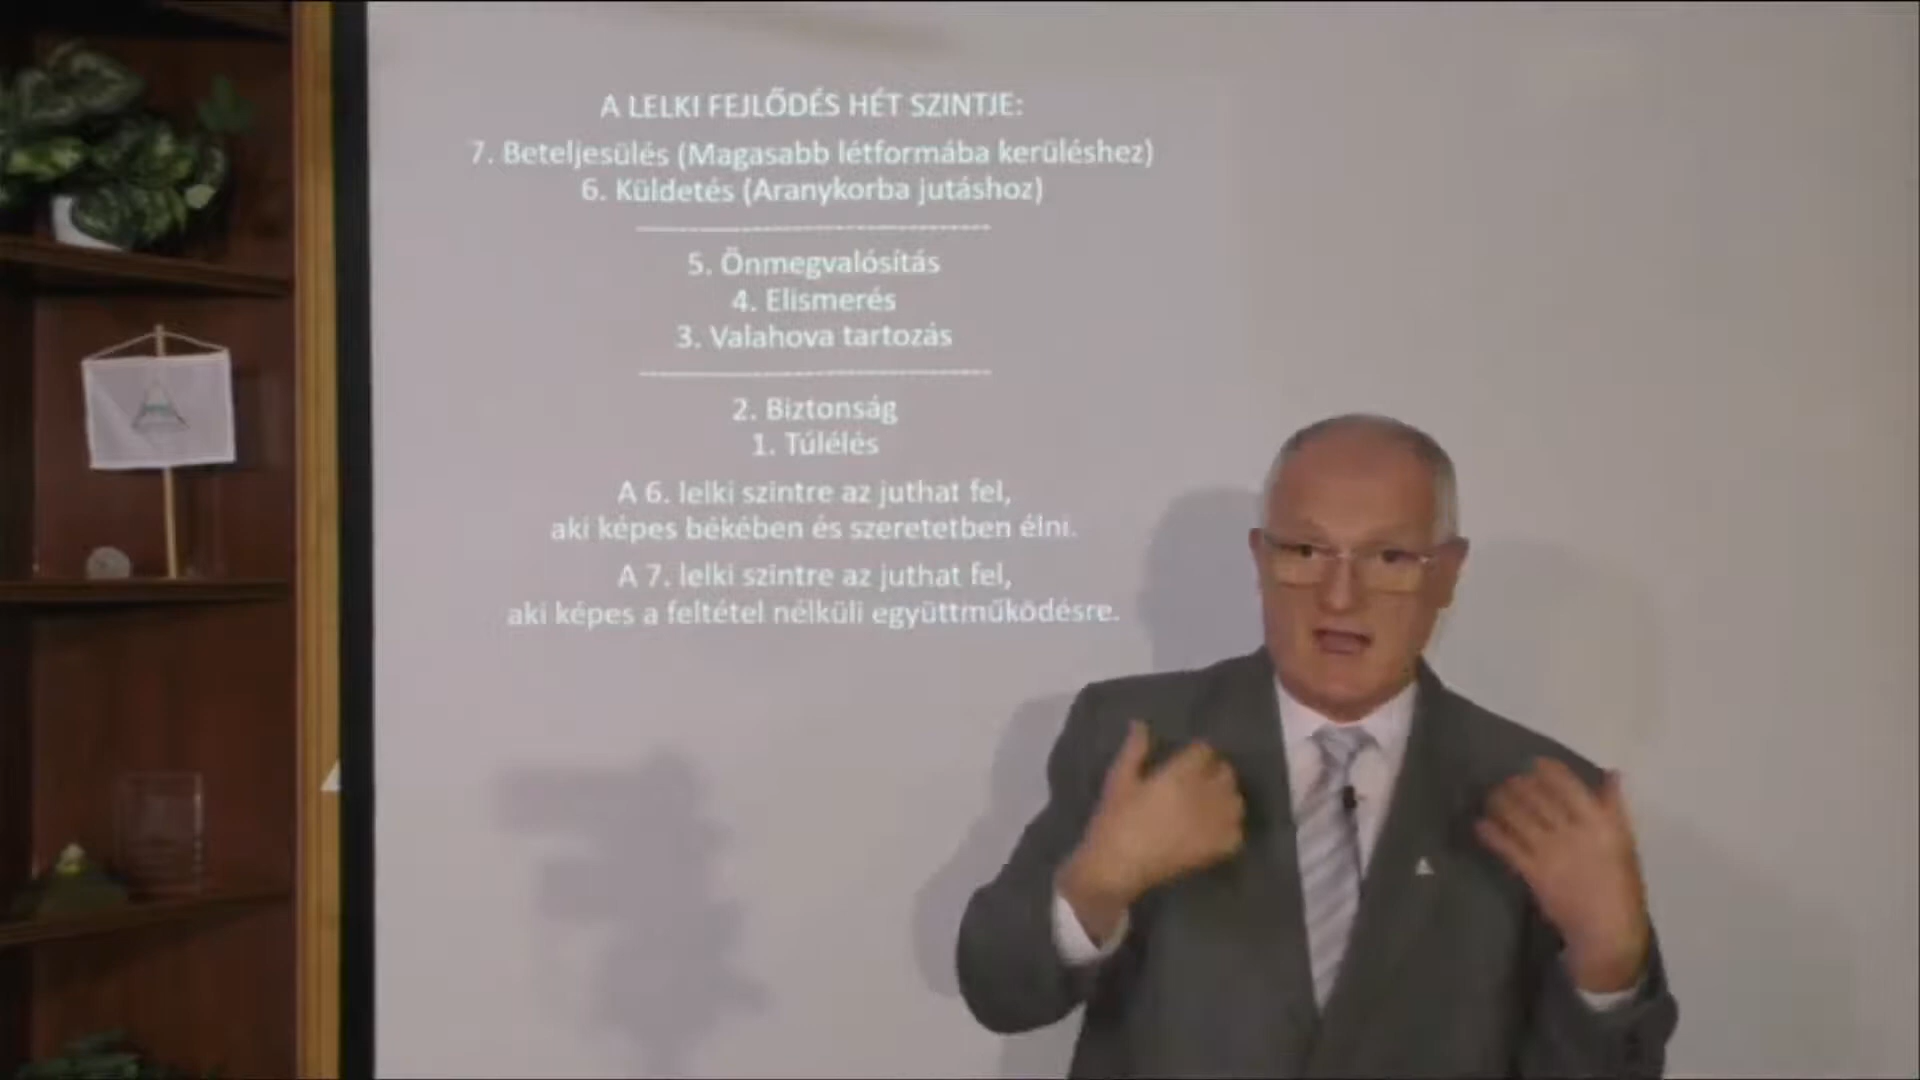 A LELKI FEJLŐDÉS HÉT SZINTJE:
7. Beteljesülés (Magasabb létformába kerüléshez)
6. Küldetés (Aranykorba jutáshoz)
5. Önmegvalósítás
4. Elismerés
3. Valahova tartozás
2. Biztonság
1. Túlélés
A 6. lelki szintre az juthat fel,
aki képes békében és szeretetben élni.
A 7. lelki szintre az juthat fel,
aki képes a feltétel nélküli együttműködésre.